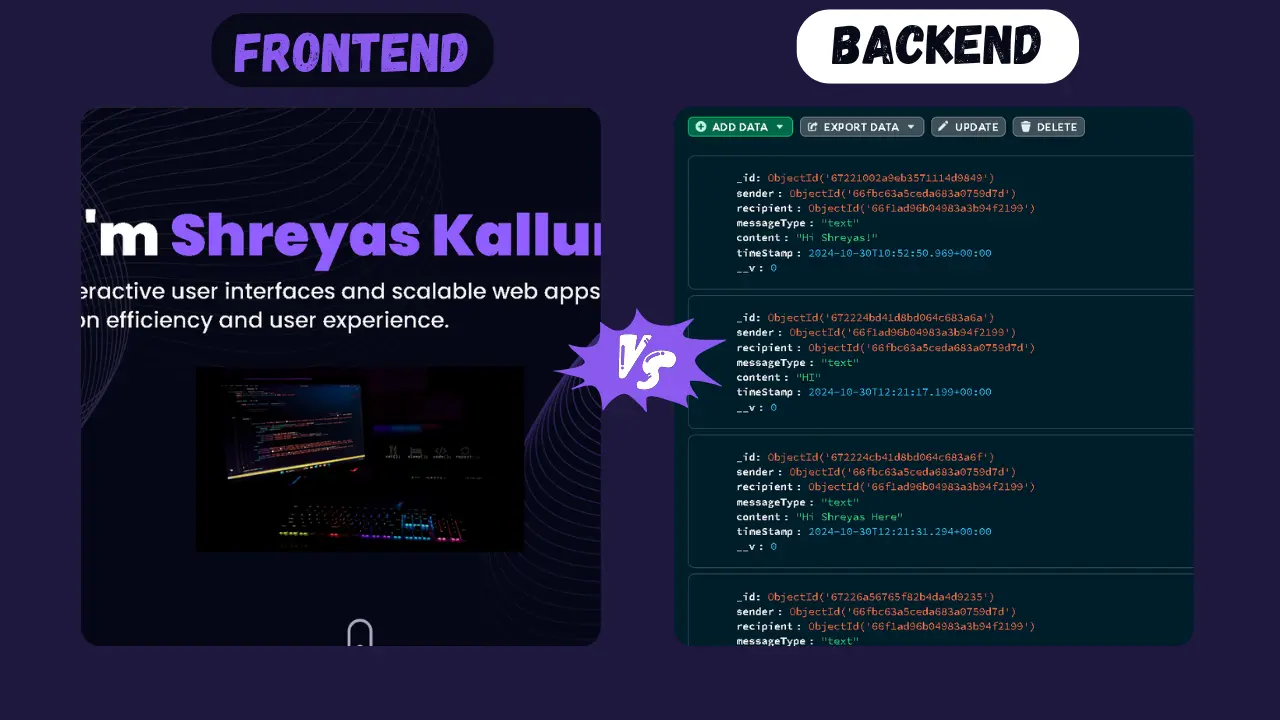 FRONTEND
BACKEND
'm Shreyas Kallu
eractive user interfaces and scalable web apps
on efficiency and user experience.
VS
ADD DATA
EXPORT DATA
UPDATE
DELETE
_id: ObjectId('67221002a9eb3571114d9849')
sender: ObjectId('66fbc63a5ceda683a0759d7d')
recipient: ObjectId('66f1ad96b04983a3b94f2199')
messageType: "text"
content: "Hi Shreyas!"
timeStamp: 2024-10-30T10:52:50.969+00:00
__v: 0
_id: ObjectId('672224bd41d8bd064c683a6a')
sender: ObjectId('66f1ad96b04983a3b94f2199')
recipient: ObjectId('66fbc63a5ceda683a0759d7d')
messageType: "text"
content: "HI"
timeStamp: 2024-10-30T12:21:17.199+00:00
__v: 0
_id: ObjectId('672224cb41d8bd064c683a6f')
sender: ObjectId('66fbc63a5ceda683a0759d7d')
recipient: ObjectId('66f1ad96b04983a3b94f2199')
messageType: "text"
content: "Hi Shreyas Here"
timeStamp: 2024-10-30T12:21:31.294+00:00
__v: 0
_id: ObjectId('67226a56765f82b4da4d9235')
sender: ObjectId('66fbc63a5ceda683a0759d7d')
recipient: ObjectId('66f1ad96b04983a3b94f2199')
messageType: "text"